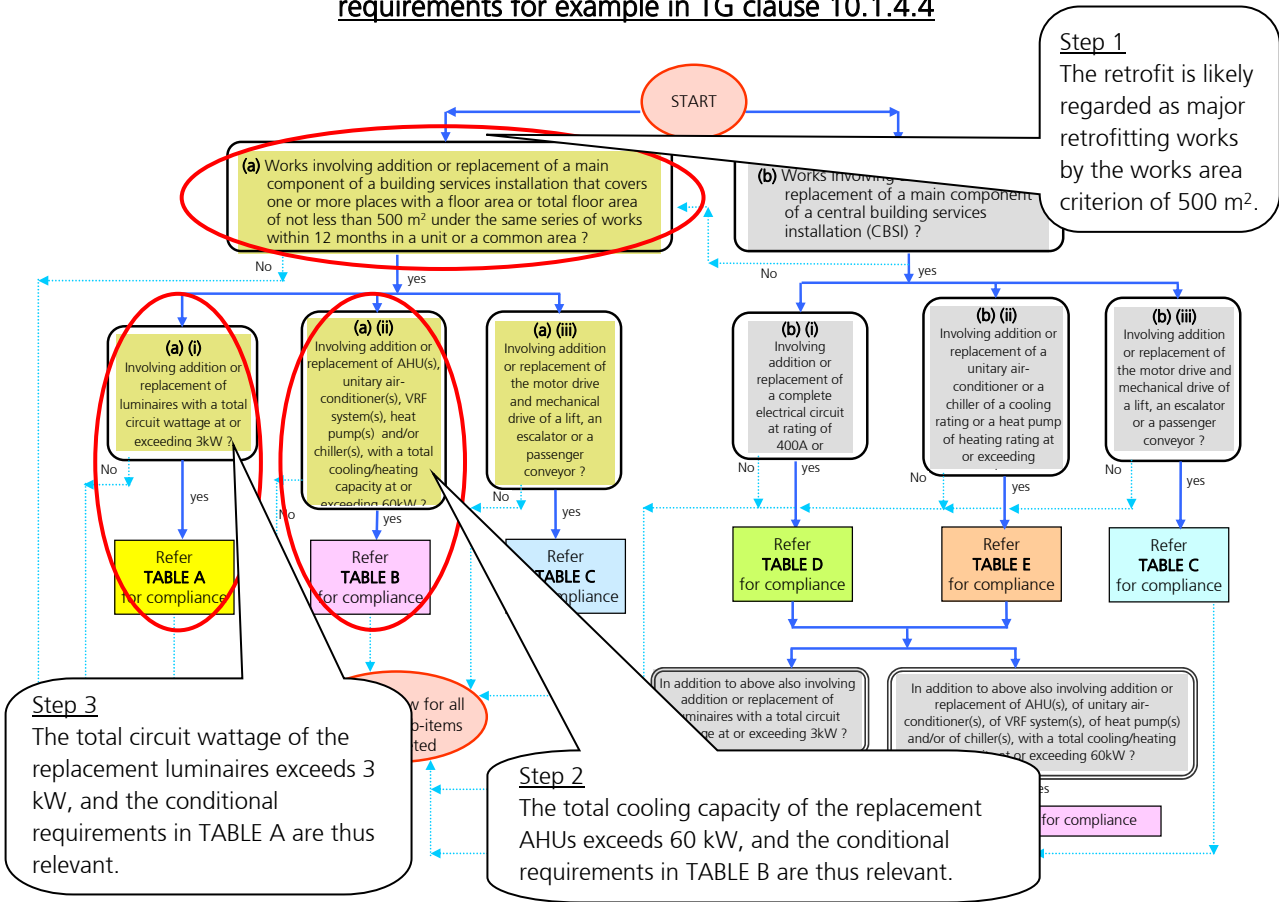 requirements for example in TG clause 10.1.4.4
Step 1
The retrofit is likely
regarded as major
retrofitting works
by the works area
criterion of 500 m².
START
(a) Works involving addition or replacement of a main
component of a building services installation that covers
one or more places with a floor area or total floor area
of not less than 500 m² under the same series of works
within 12 months in a unit or a common area ?
(b) Works involving
replacement of a main component
of a central building services
installation (CBSI) ?
No
yes
No
yes
(a) (i)
Involving addition or
replacement of
luminaires with a total
circuit wattage at or
exceeding 3kW ?
(a) (ii)
Involving addition or
replacement of AHU(s),
unitary air-
conditioner(s), VRF
system(s), heat
pump(s) and/or
chiller(s), with a total
cooling/heating
capacity at or
exceeding 60kW ?
(a) (iii)
Involving addition
or replacement of
the motor drive
and mechanical
drive of a lift, an
escalator or a
passenger
conveyor ?
(b) (i)
Involving
addition or
replacement of
a complete
electrical circuit
at rating of
400A or
(b) (ii)
Involving addition or
replacement of a
unitary air-
conditioner or a
chiller of a cooling
rating or a heat pump
of heating rating at
or exceeding
(b) (iii)
Involving addition
or replacement of
the motor drive and
mechanical drive of
a lift, an escalator
or a passenger
conveyor ?
No
yes
No
yes
No
No
yes
No
yes
No
yes
Refer
TABLE A
for compliance
Refer
TABLE B
for compliance
Refer
TABLE C
compliance
Refer
TABLE D
for compliance
Refer
TABLE E
for compliance
Refer
TABLE C
for compliance
for all
In addition to above also involving
addition or replacement of
luminaires with a total circuit
at or exceeding 3kW ?
In addition to above also involving addition or
replacement of AHU(s), of unitary air-
conditioner(s), of VRF system(s), of heat pump(s)
and/or of chiller(s), with a total cooling/heating
or exceeding 60kW ?
for compliance
Step 3
The total circuit wattage of the
replacement luminaires exceeds 3
kW, and the conditional
requirements in TABLE A are thus
relevant.
Step 2
The total cooling capacity of the replacement
AHUs exceeds 60 kW, and the conditional
requirements in TABLE B are thus relevant.